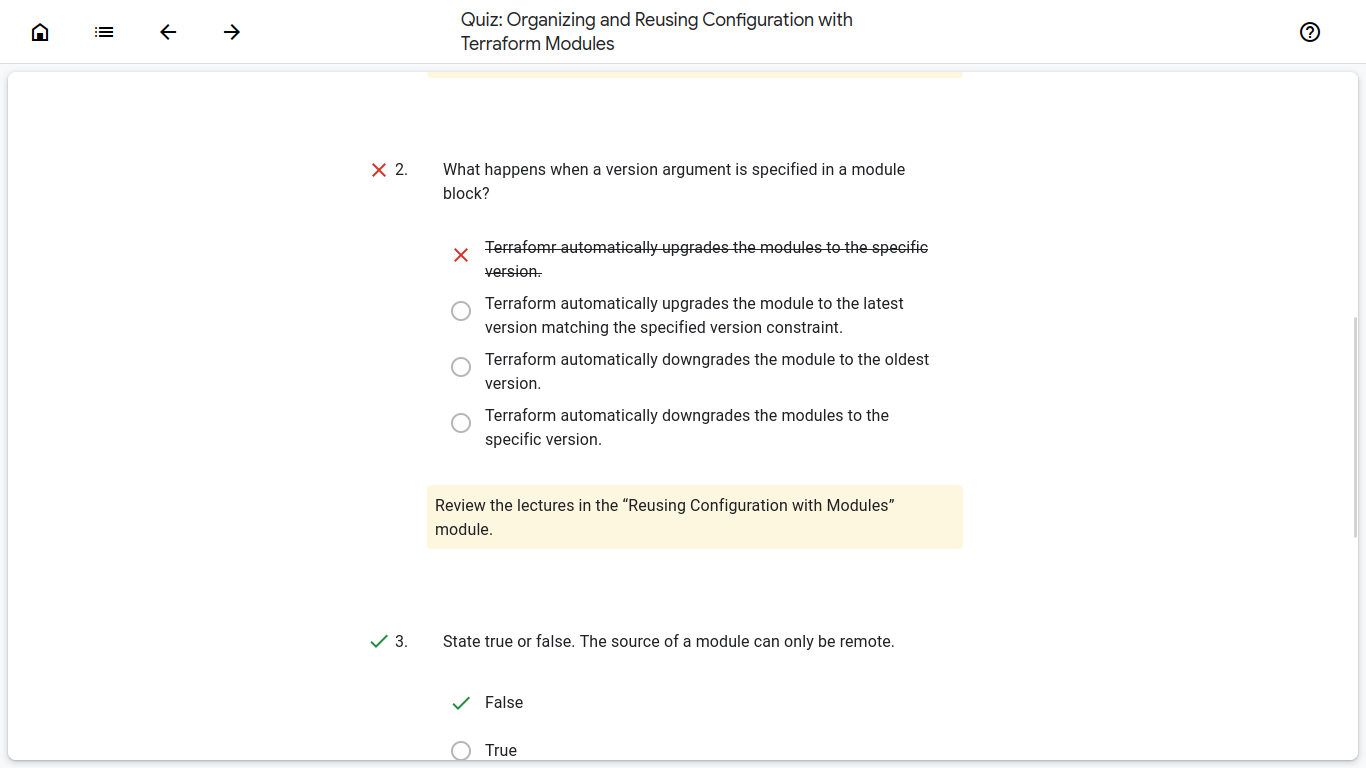 Quiz: Organizing and Reusing Configuration with
Terraform Modules
2.
What happens when a version argument is specified in a module
block?
Terrafomr automatically upgrades the modules to the specific
version.
Terraform automatically upgrades the module to the latest
version matching the specified version constraint.
Terraform automatically downgrades the module to the oldest
version.
Terraform automatically downgrades the modules to the
specific version.
Review the lectures in the “Reusing Configuration with Modules”
module.
3.
State true or false. The source of a module can only be remote.
False
True